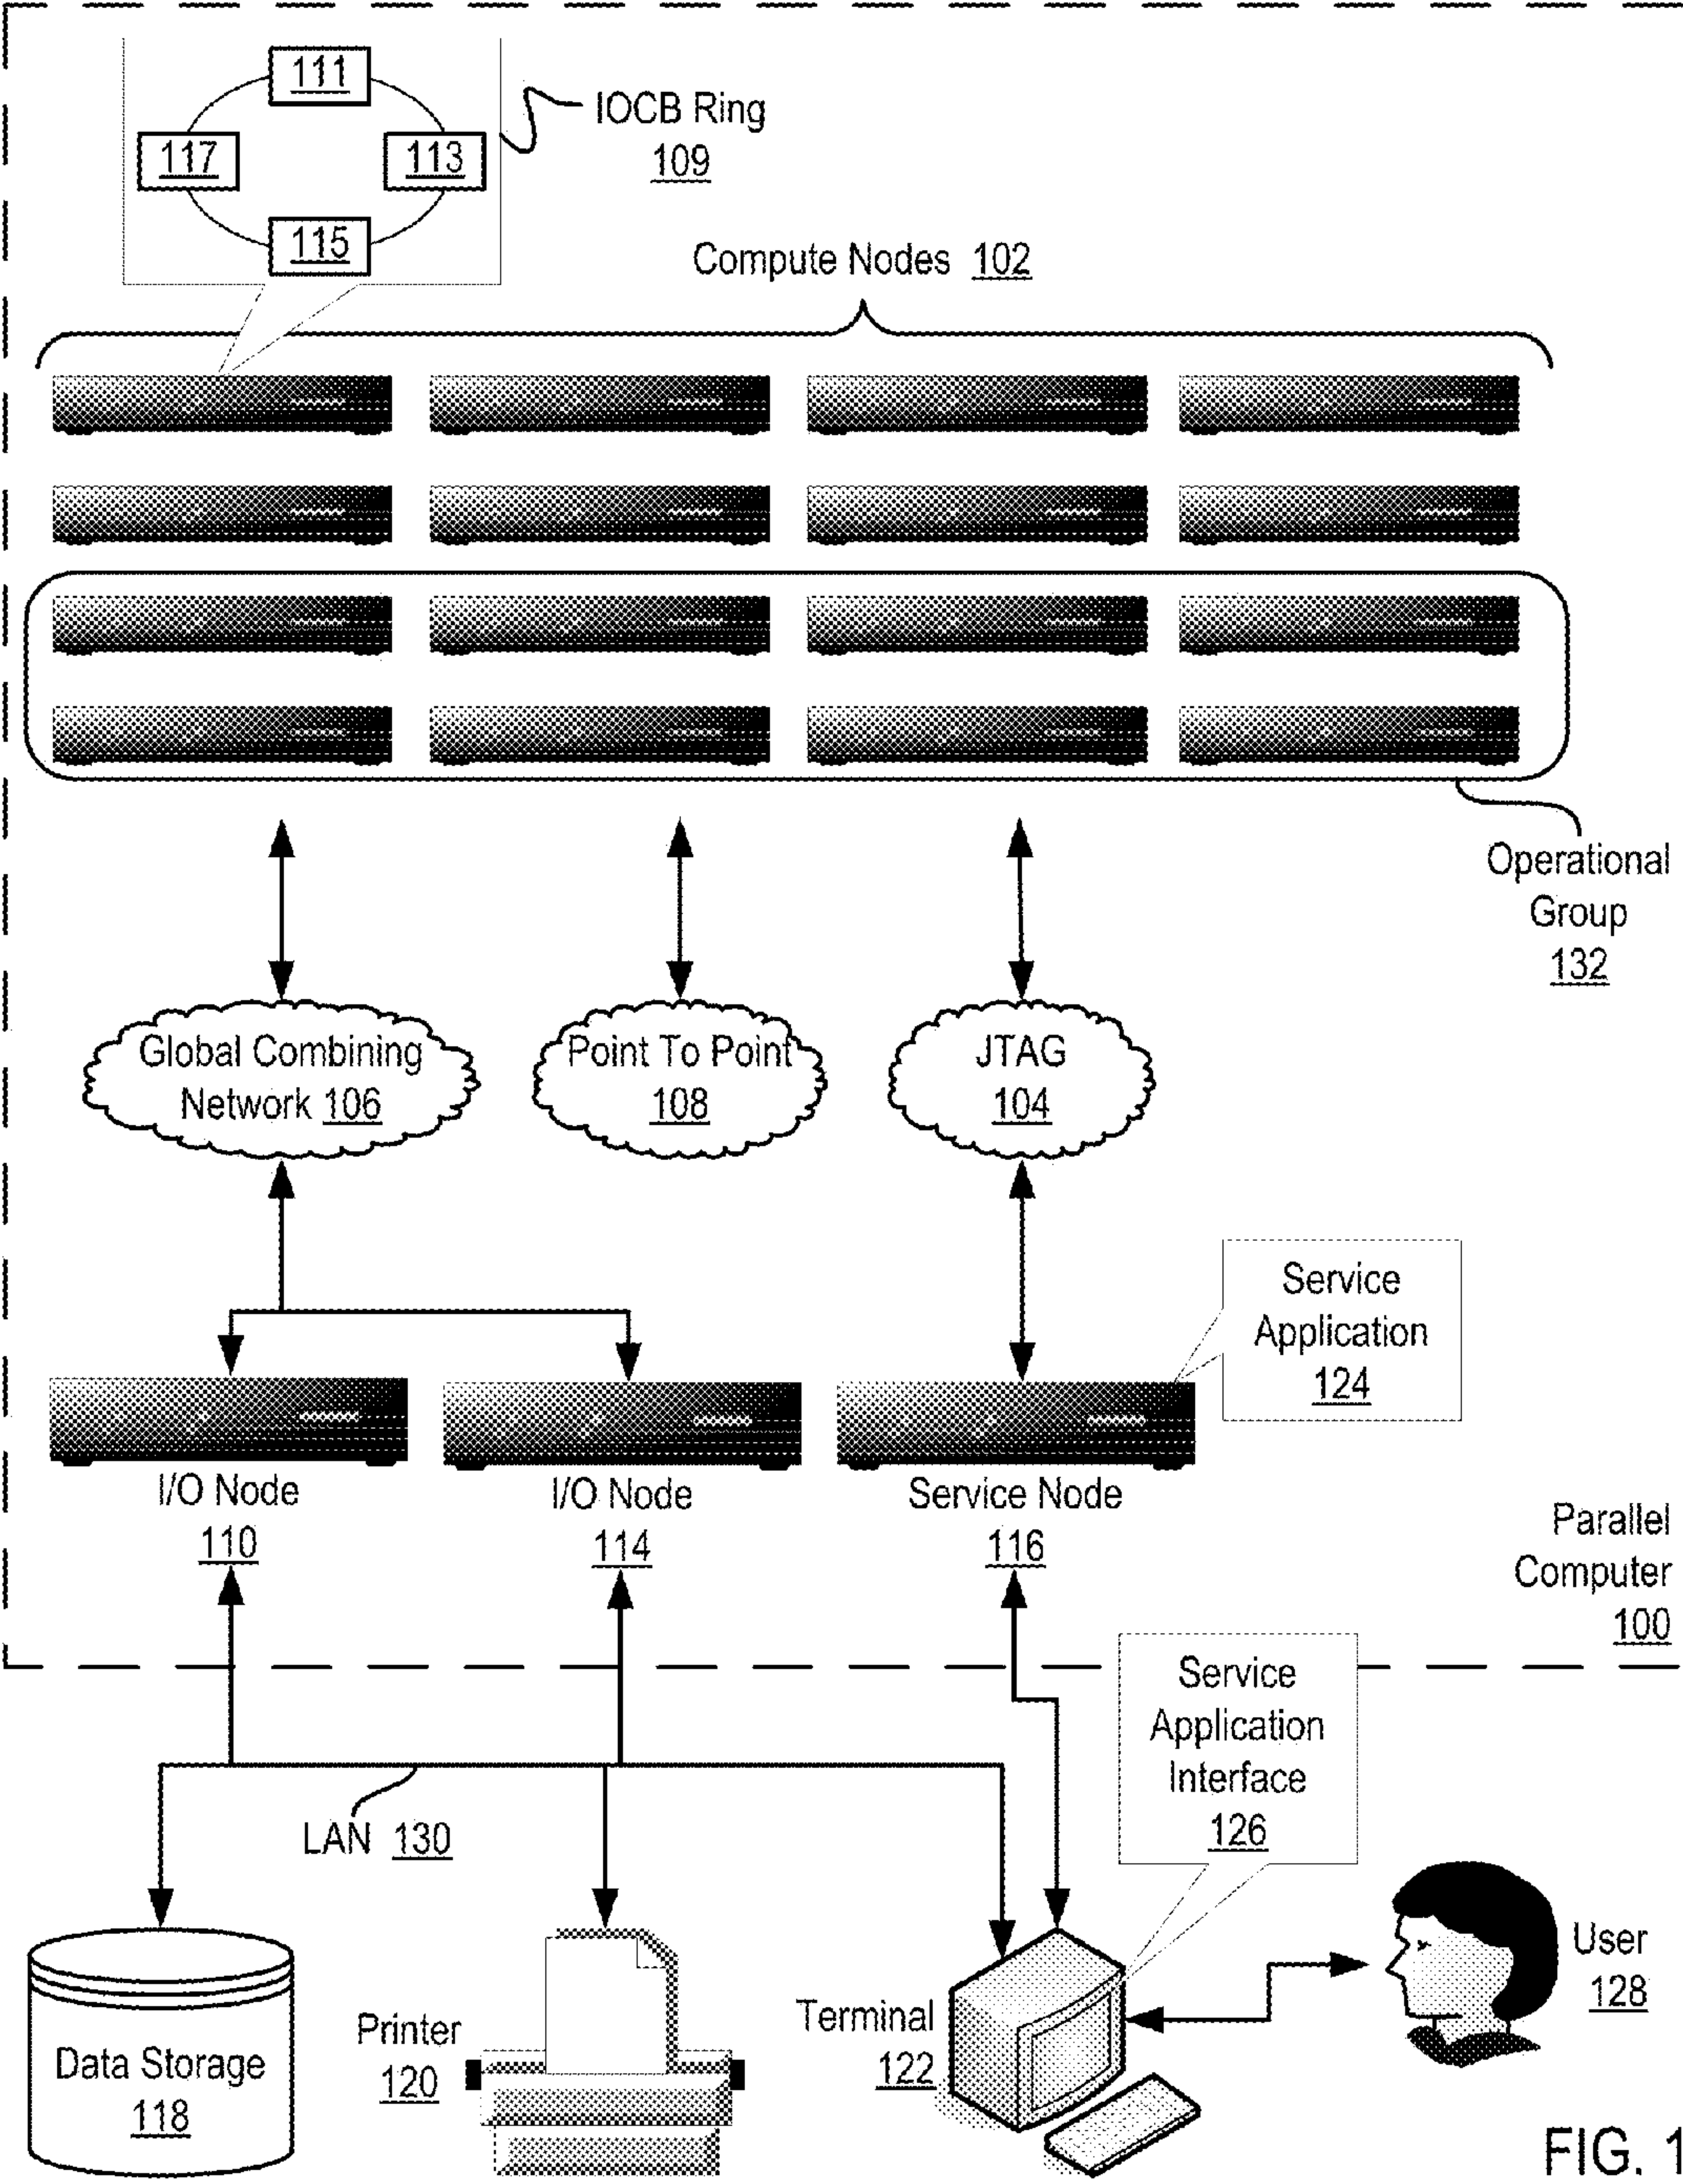 111
117
113
115
IOCB Ring
109
Compute Nodes 102
Operational
Group
132
Global Combining
Network 106
Point To Point
108
JTAG
104
Service
Application
124
I/O Node
110
I/O Node
114
Service Node
116
Parallel
Computer
100
Service
Application
Interface
126
LAN 130
Data Storage
118
Printer
120
Terminal
122
User
128
FIG. 1